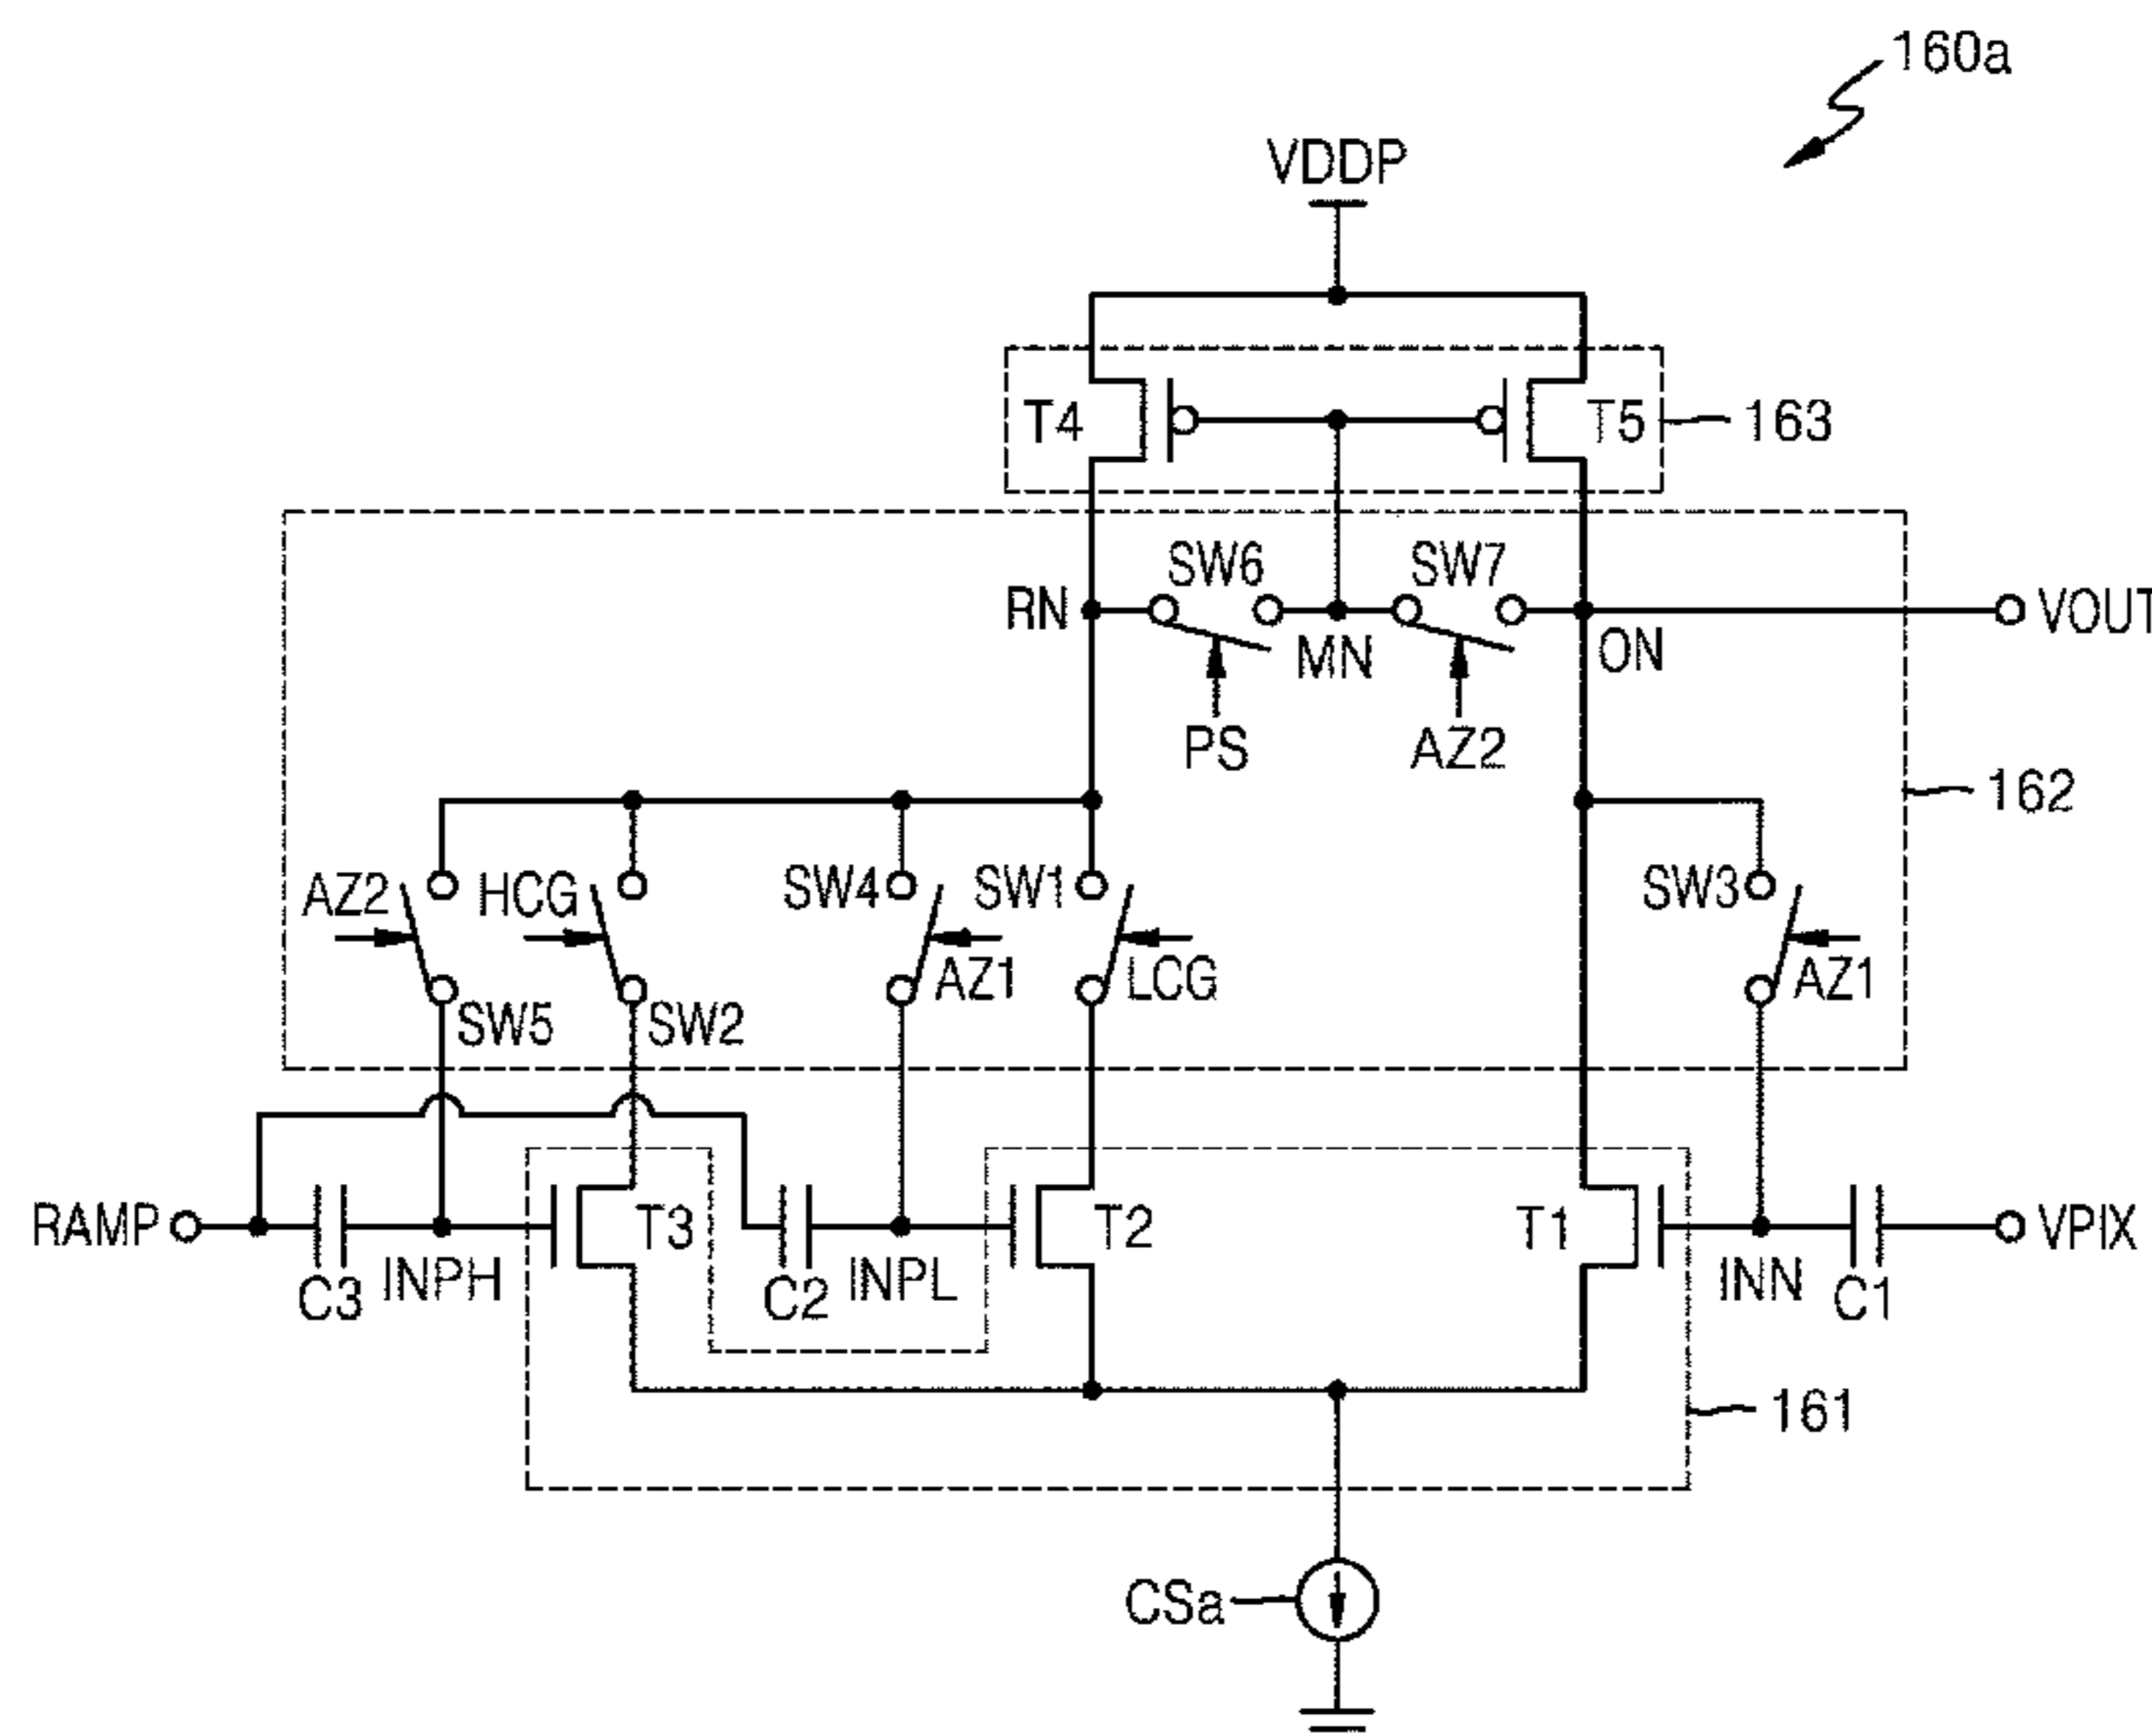 160a
VDDP
T4
T5
163
SW6
SW7
RN
VOUT
MN
ON
PS
AZ2
162
AZ2
HCG
SW4
SW1
SW3
AZ1
LCG
AZ1
SW5
SW2
RAMP
T3
T2
T1
VPIX
C3
INPH
C2
INPL
INN
C1
161
CSa